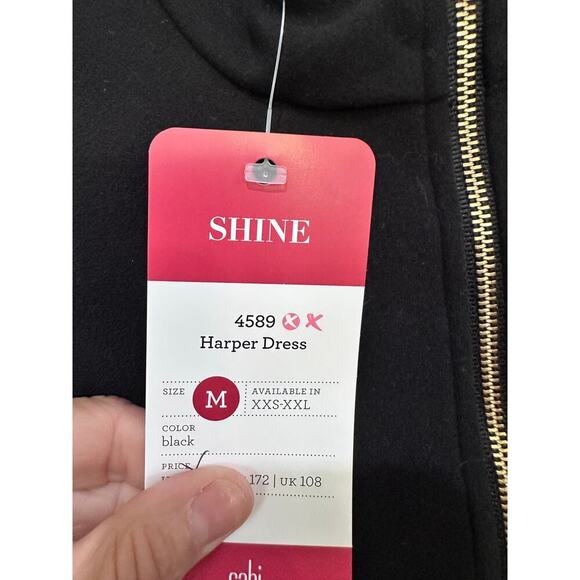 SHINE
4589
Harper Dress
SIZE M AVAILABLE IN
XXS-XXL
COLOR
black
PRICE
172 | UK 108
cabi